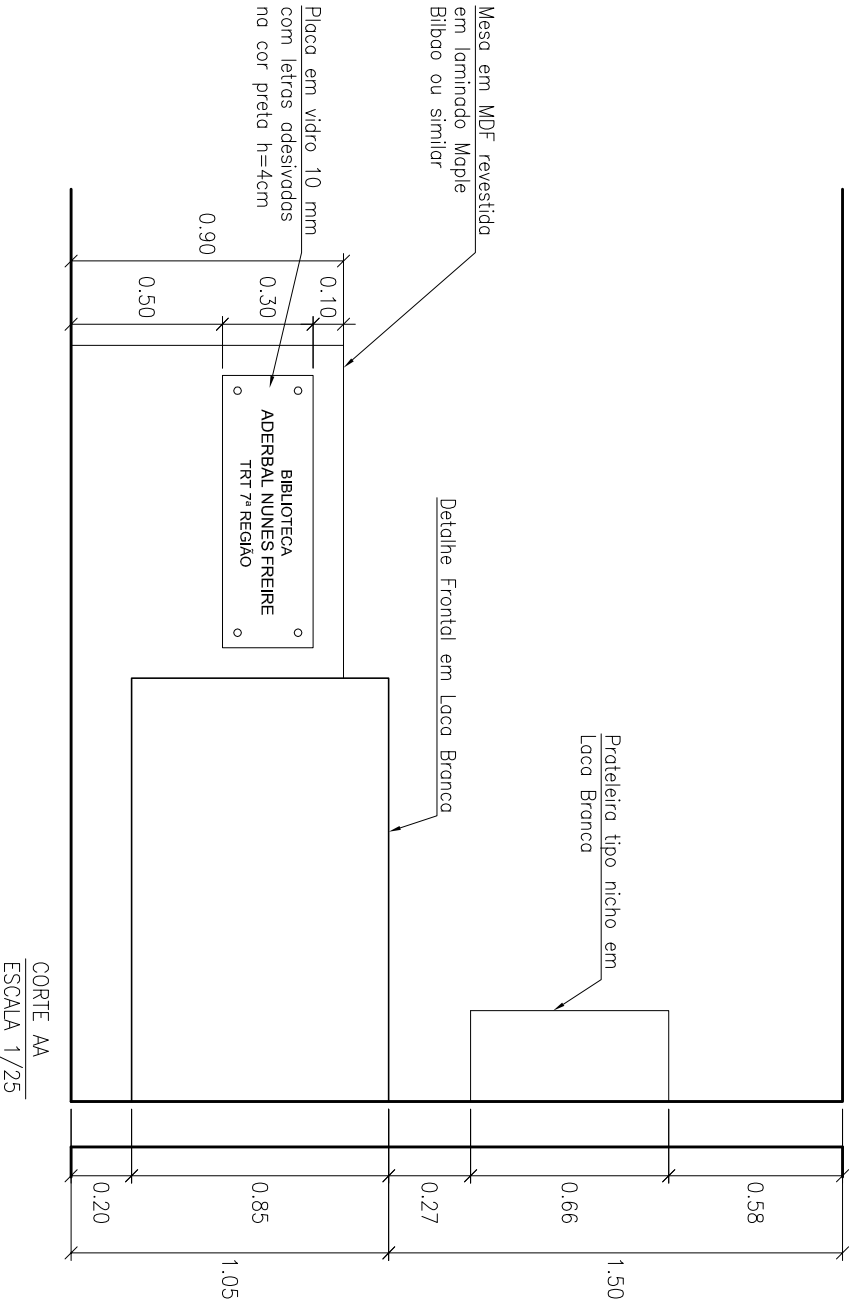 Mesa em MDF revestida
em laminado Maple
Bilbao ou similar
Placa em vidro 10 mm
com letras adesivadas
na cor preta h=4cm
Prateleira tipo nicho em
Laca Branca
Detalhe Frontal em Laca Branca
0.90
0.10
0.30
0.50
BIBLIOTECA
ADERBAL NUNES FREIRE
TRT 7ª REGIÃO
0.58
0.66
0.27
0.85
0.20
1.50
1.05
CORTE AA
ESCALA 1/25